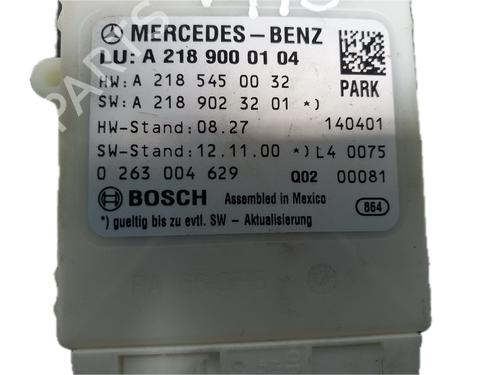 MERCEDES-BENZ
LU: A 218 900 01 04
HW: A 218 545 00 32
SW: A 218 902 32 01 *)
PARK
HW-Stand: 08.27 140401
SW-Stand: 12.11.00 *) L4 0075
0 263 004 629 Q02 00081
BOSCH Assembled in Mexico
*) gueltig bis zu evtl. SW - Aktualisierung
864